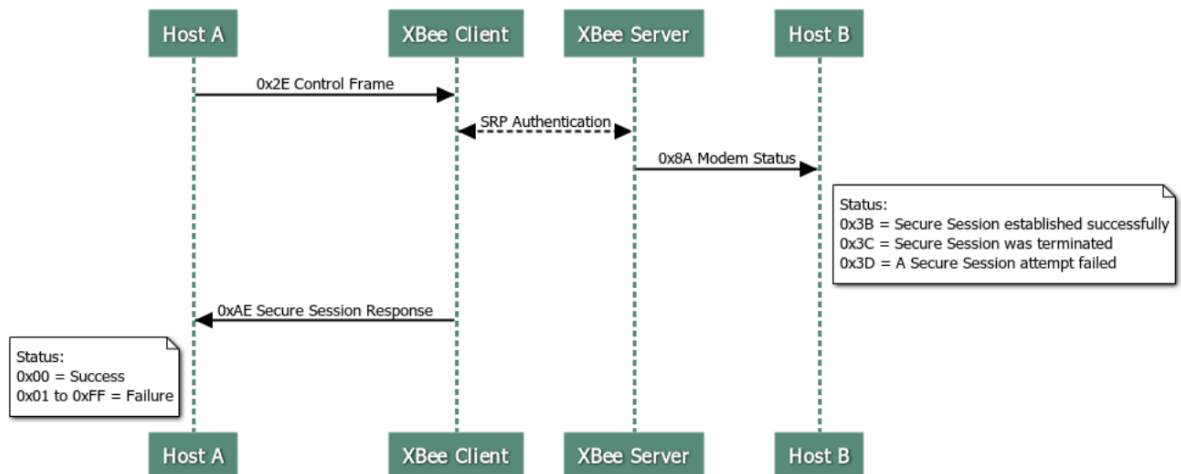 Host A
XBee Client
XBee Server
Host B
0x2E Control Frame
SRP Authentication
0x8A Modem Status
Status:
0x3B = Secure Session established successfully
0x3C = Secure Session was terminated
0x3D = A Secure Session attempt failed
0xAE Secure Session Response
Status:
0x00 = Success
0x01 to 0xFF = Failure
Host A
XBee Client
XBee Server
Host B